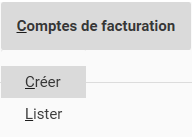 Comptes de facturation
Créer
Lister